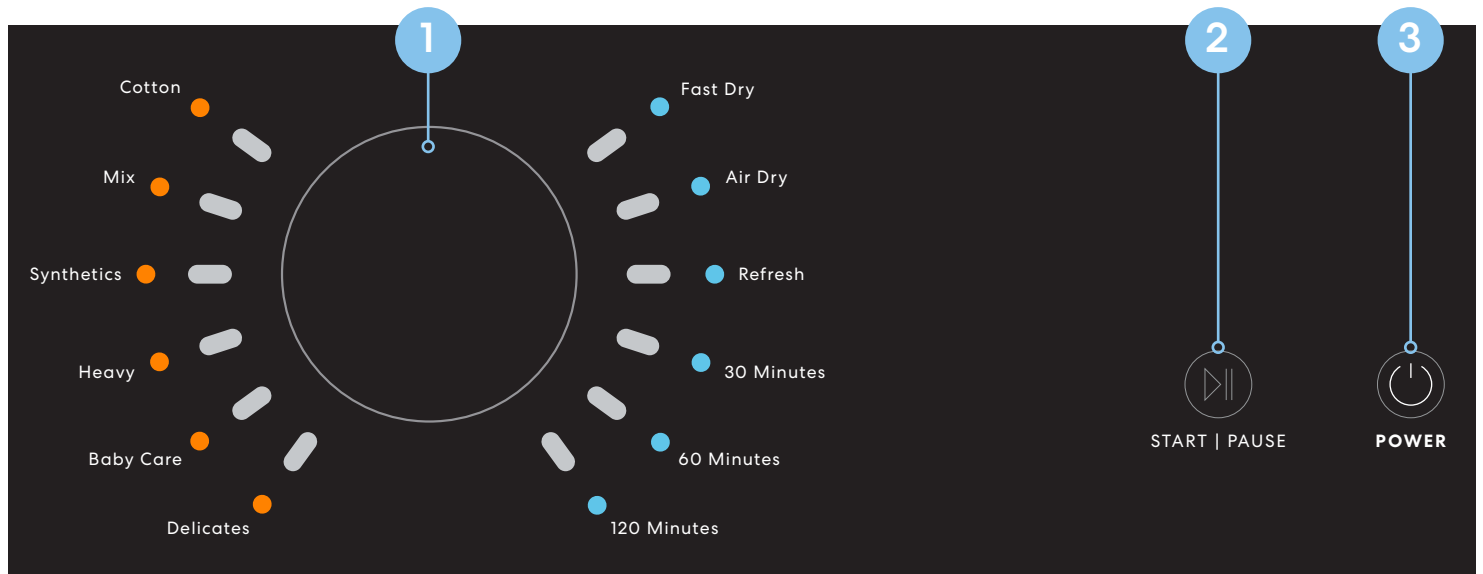 1
2
3
Cotton
Fast Dry
Mix
Air Dry
Synthetics
Refresh
Heavy
30 Minutes
Baby Care
60 Minutes
Delicates
120 Minutes
START | PAUSE
POWER